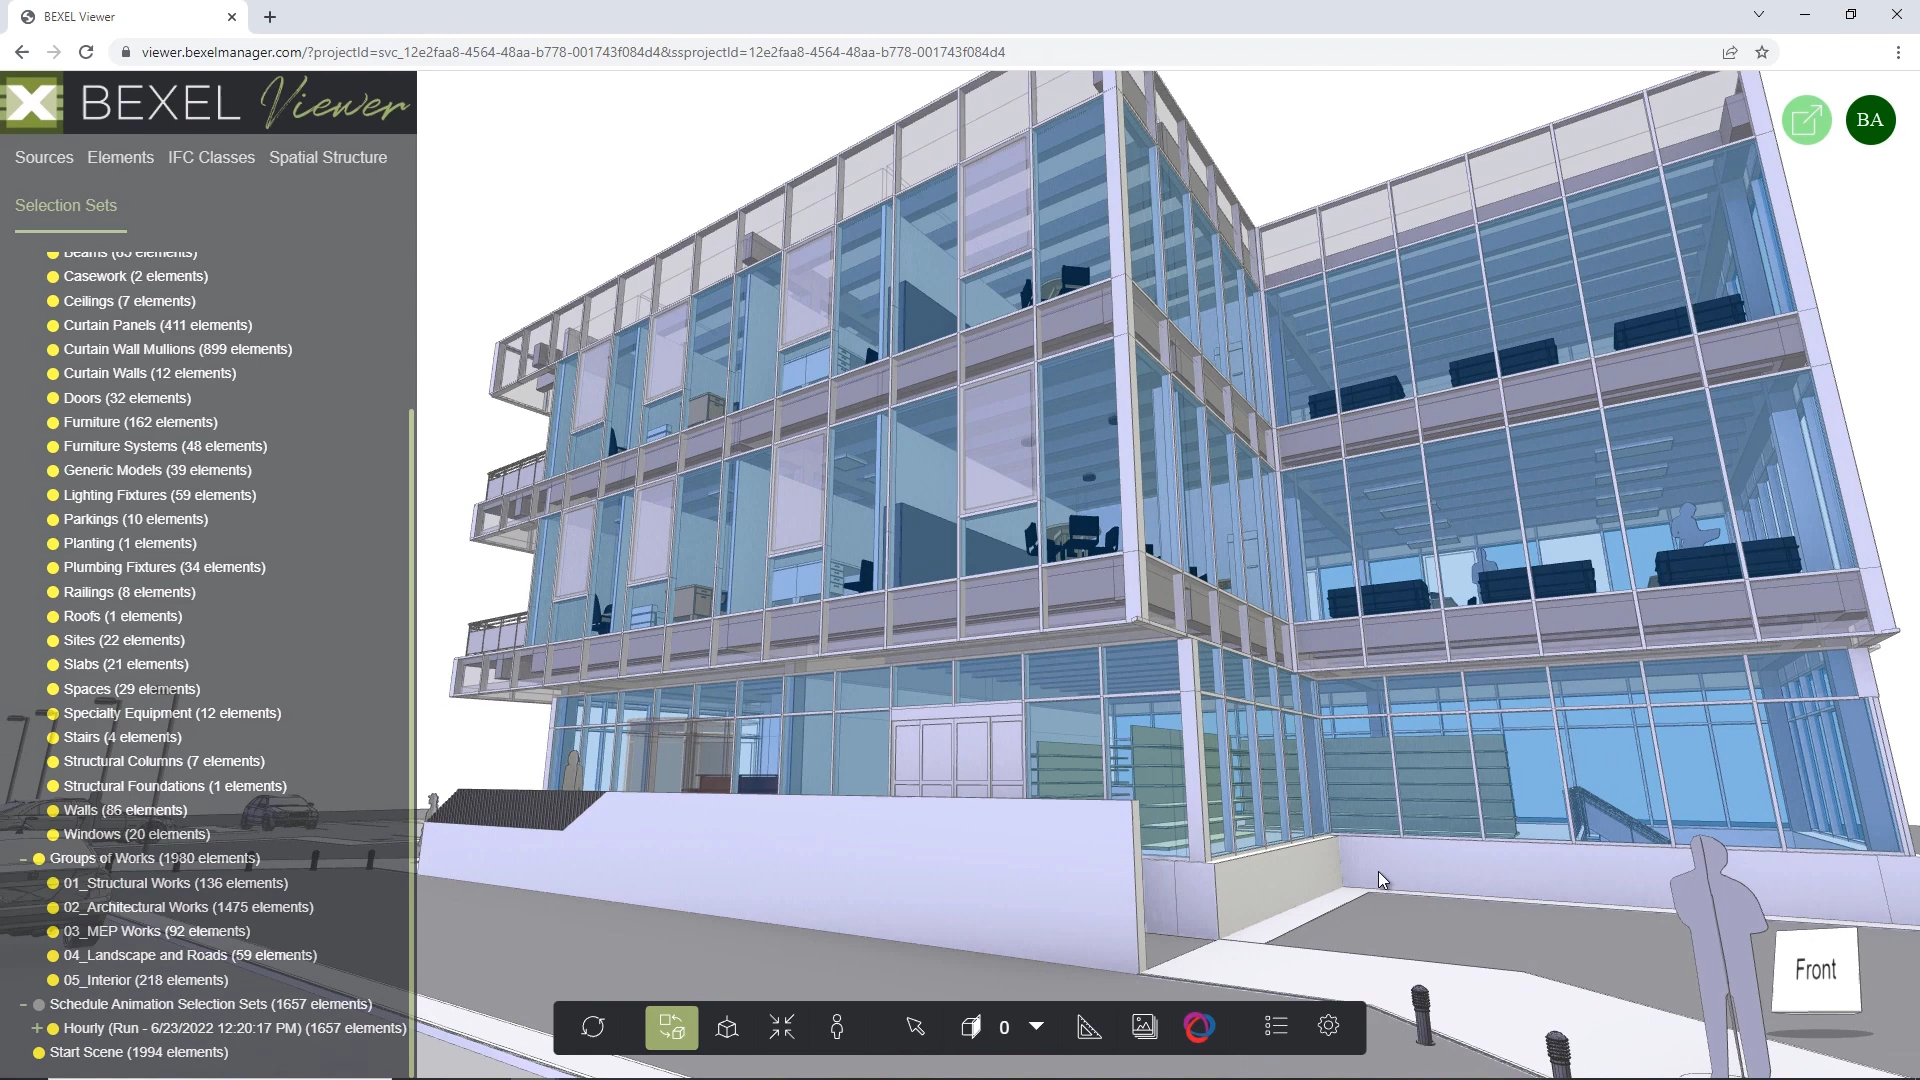 BEXEL Viewer
viewer.bexelmanager.com/?projectId=svc_12e2faa8-4564-48aa-b778-001743f084d4&ssprojectId=12e2faa8-4564-48aa-b778-001743f084d4
BEXEL Viewer
BA
Sources Elements IFC Classes Spatial Structure
Selection Sets
Beams (85 elements)
Casework (2 elements)
Ceilings (7 elements)
Curtain Panels (411 elements)
Curtain Wall Mullions (899 elements)
Curtain Walls (12 elements)
Doors (32 elements)
Furniture (162 elements)
Furniture Systems (48 elements)
Generic Models (39 elements)
Lighting Fixtures (59 elements)
Parkings (10 elements)
Planting (1 elements)
Plumbing Fixtures (34 elements)
Railings (8 elements)
Roofs (1 elements)
Sites (22 elements)
Slabs (21 elements)
Spaces (29 elements)
Specialty Equipment (12 elements)
Stairs (4 elements)
Structural Columns (7 elements)
Structural Foundations (1 elements)
Walls (86 elements)
Windows (20 elements)
Groups of Works (1980 elements)
01_Structural Works (136 elements)
02_Architectural Works (1475 elements)
03_MEP Works (92 elements)
04_Landscape and Roads (59 elements)
05_Interior (218 elements)
Schedule Animation Selection Sets (1657 elements)
Hourly (Run - 6/23/2022 12:20:17 PM) (1657 elements)
Start Scene (1994 elements)
0
Front